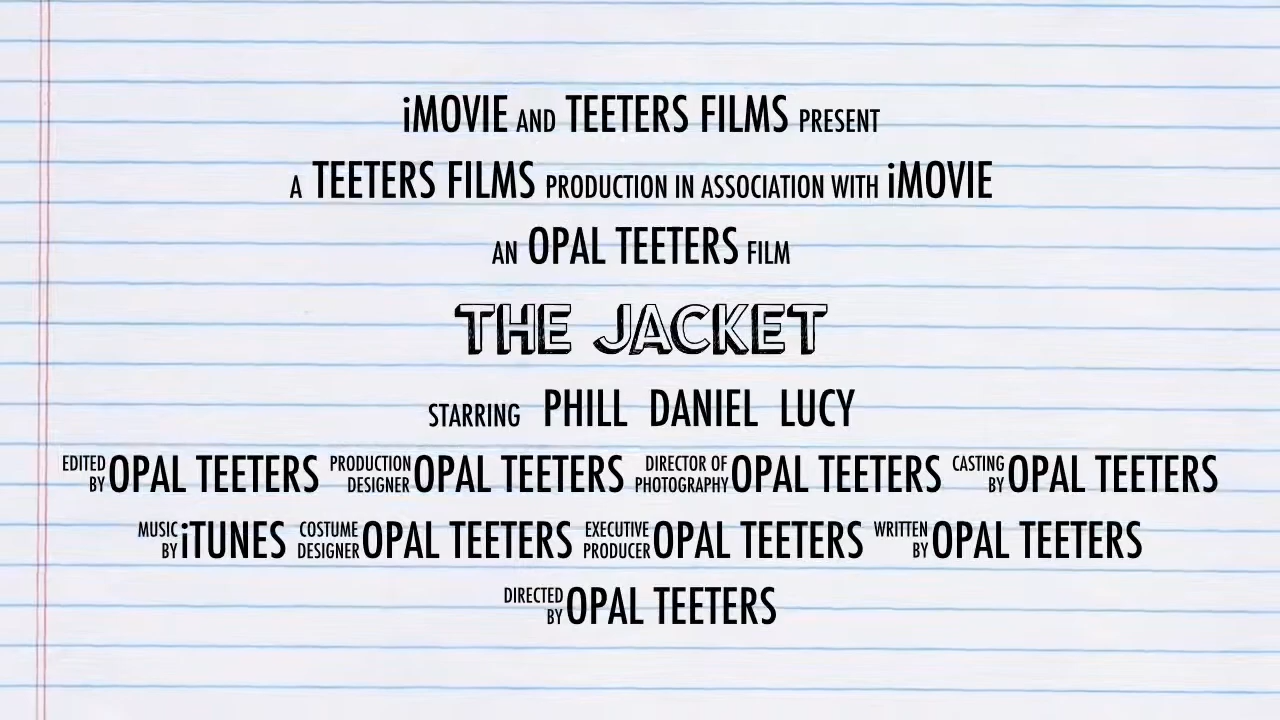 iMOVIE AND TEETERS FILMS PRESENT
A TEETERS FILMS PRODUCTION IN ASSOCIATION WITH iMOVIE
AN OPAL TEETERS FILM
THE JACKET
STARRING PHILL DANIEL LUCY
EDITED BY OPAL TEETERS PRODUCTION DESIGNER OPAL TEETERS DIRECTOR OF PHOTOGRAPHY OPAL TEETERS CASTING BY OPAL TEETERS
MUSIC BY iTUNES COSTUME DESIGNER OPAL TEETERS EXECUTIVE PRODUCER OPAL TEETERS WRITTEN BY OPAL TEETERS
DIRECTED BY OPAL TEETERS